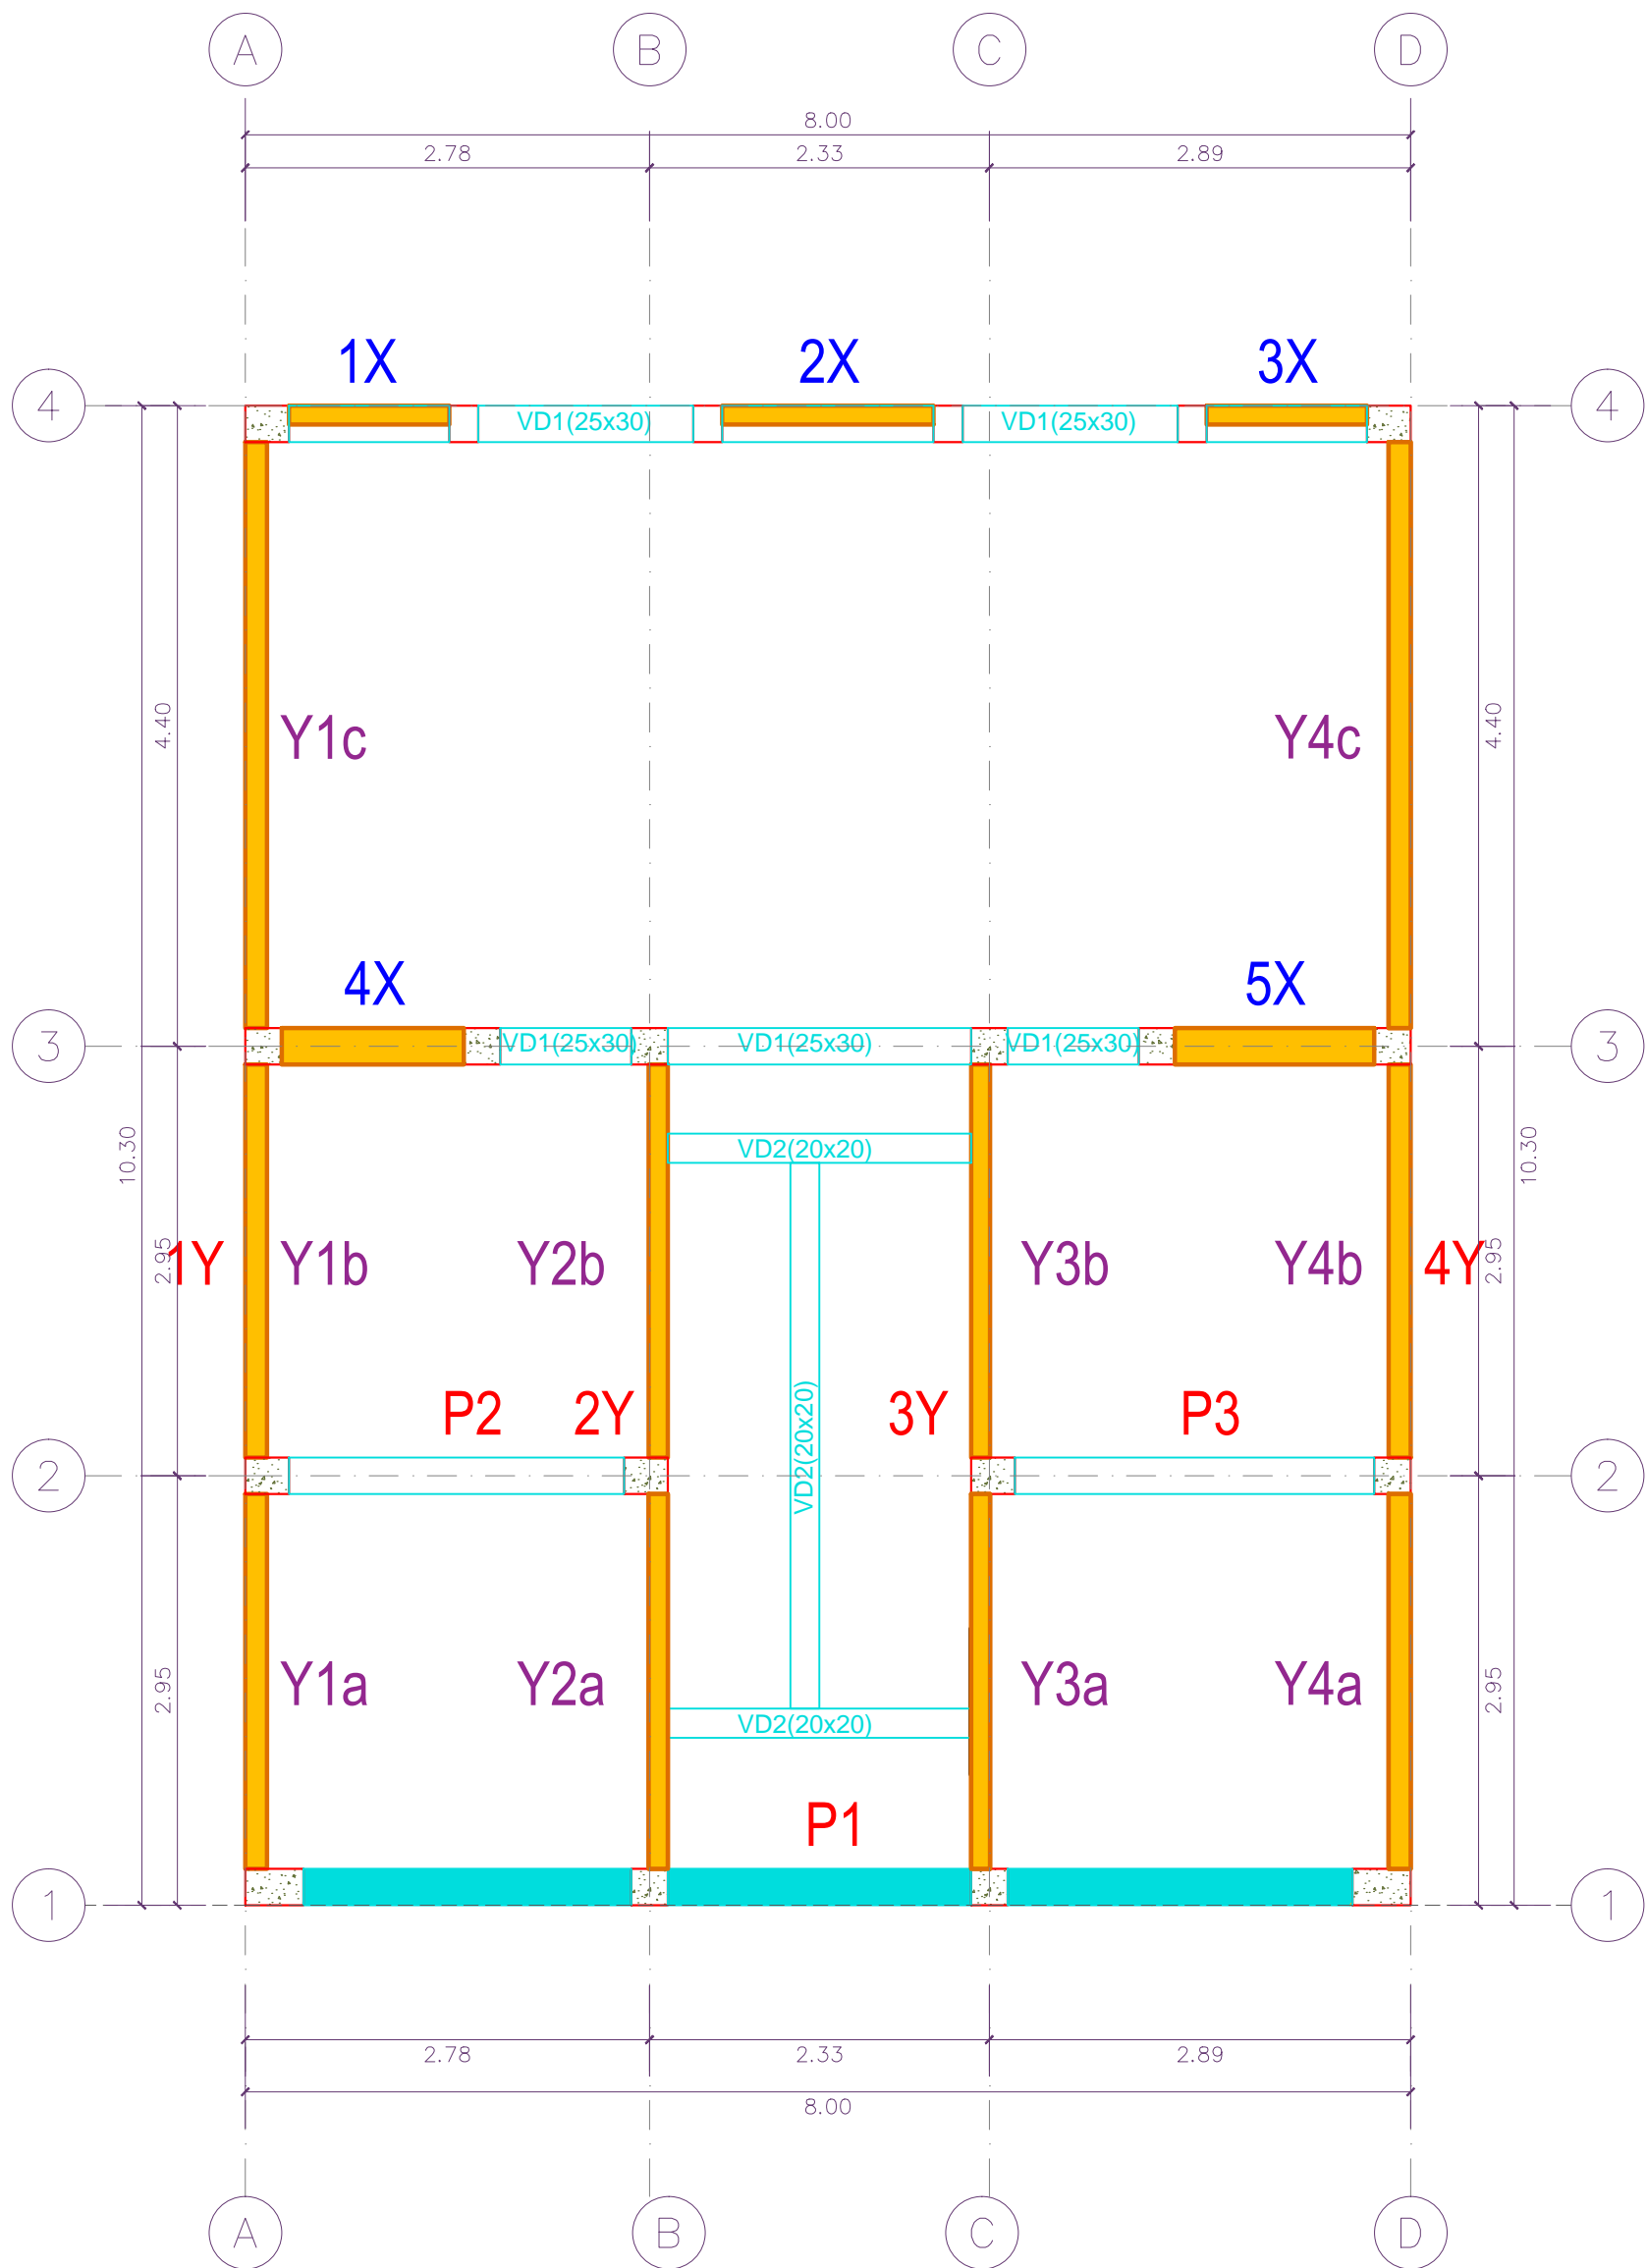 A B C D
8.00
2.78 2.33 2.89
1X 2X 3X
4 4
VD1(25x30) VD1(25x30)
4.40 4.40
Y1c Y4c
4X 5X
3 3
VD1(25x30) VD1(25x30) VD1(25x30)
10.30 10.30
VD2(20x20)
2.95 2.95
1Y Y1b Y2b Y3b Y4b 4Y
P2 2Y 3Y P3
VD2(20x20)
2 2
2.95 2.95
Y1a Y2a Y3a Y4a
VD2(20x20)
P1
1 1
2.78 2.33 2.89
8.00
A B C D